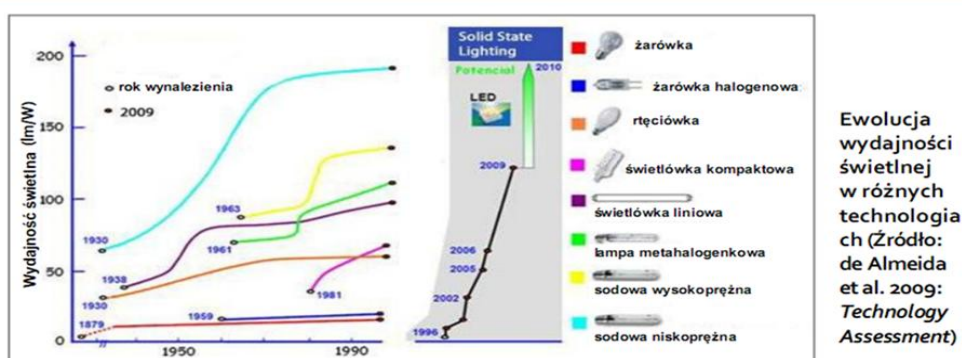 200
150
100
50
0
Wydajność świetlna (lm/W)
rok wynalezienia
2009
1930
1963
1961
1938
1930
1981
1959
1879
1950
1990
Solid State
Lighting
Potencial
2010
LED
2009
2006
2005
2002
1996
żarówka
żarówka halogenowa
rtęciówka
świetlówka kompaktowa
świetlówka liniowa
lampa metahalogenkowa
sodowa wysokoprężna
sodowa niskoprężna
Ewolucja
wydajności
świetlnej
w różnych
technologia
ch (Źródło:
de Almeida
et al. 2009:
Technology
Assessment)